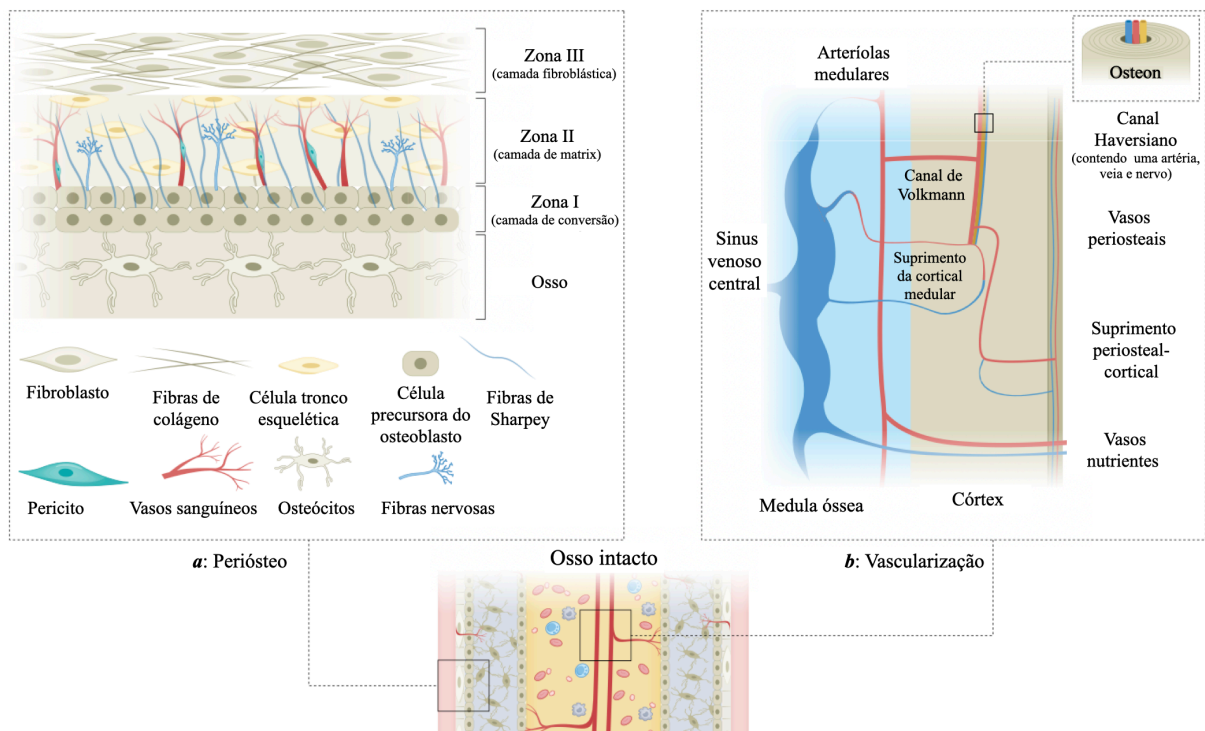 Zona III
(camada fibroblástica)
Zona II
(camada de matrix)
Zona I
(camada de conversão)
Osso
Fibroblasto
Fibras de
colágeno
Célula tronco
esquelética
Célula
precursora do
osteoblasto
Fibras de
Sharpey
Pericito
Vasos sanguíneos
Osteócitos
Fibras nervosas
a: Periósteo
Arteríolas
medulares
Osteon
Canal
Haversiano
(contendo uma artéria,
veia e nervo)
Canal de
Volkmann
Vasos
periosteais
Sinus
venoso
central
Suprimento
da cortical
medular
Suprimento
periosteal-
cortical
Vasos
nutrientes
Medula óssea
Córtex
b: Vascularização
Osso intacto